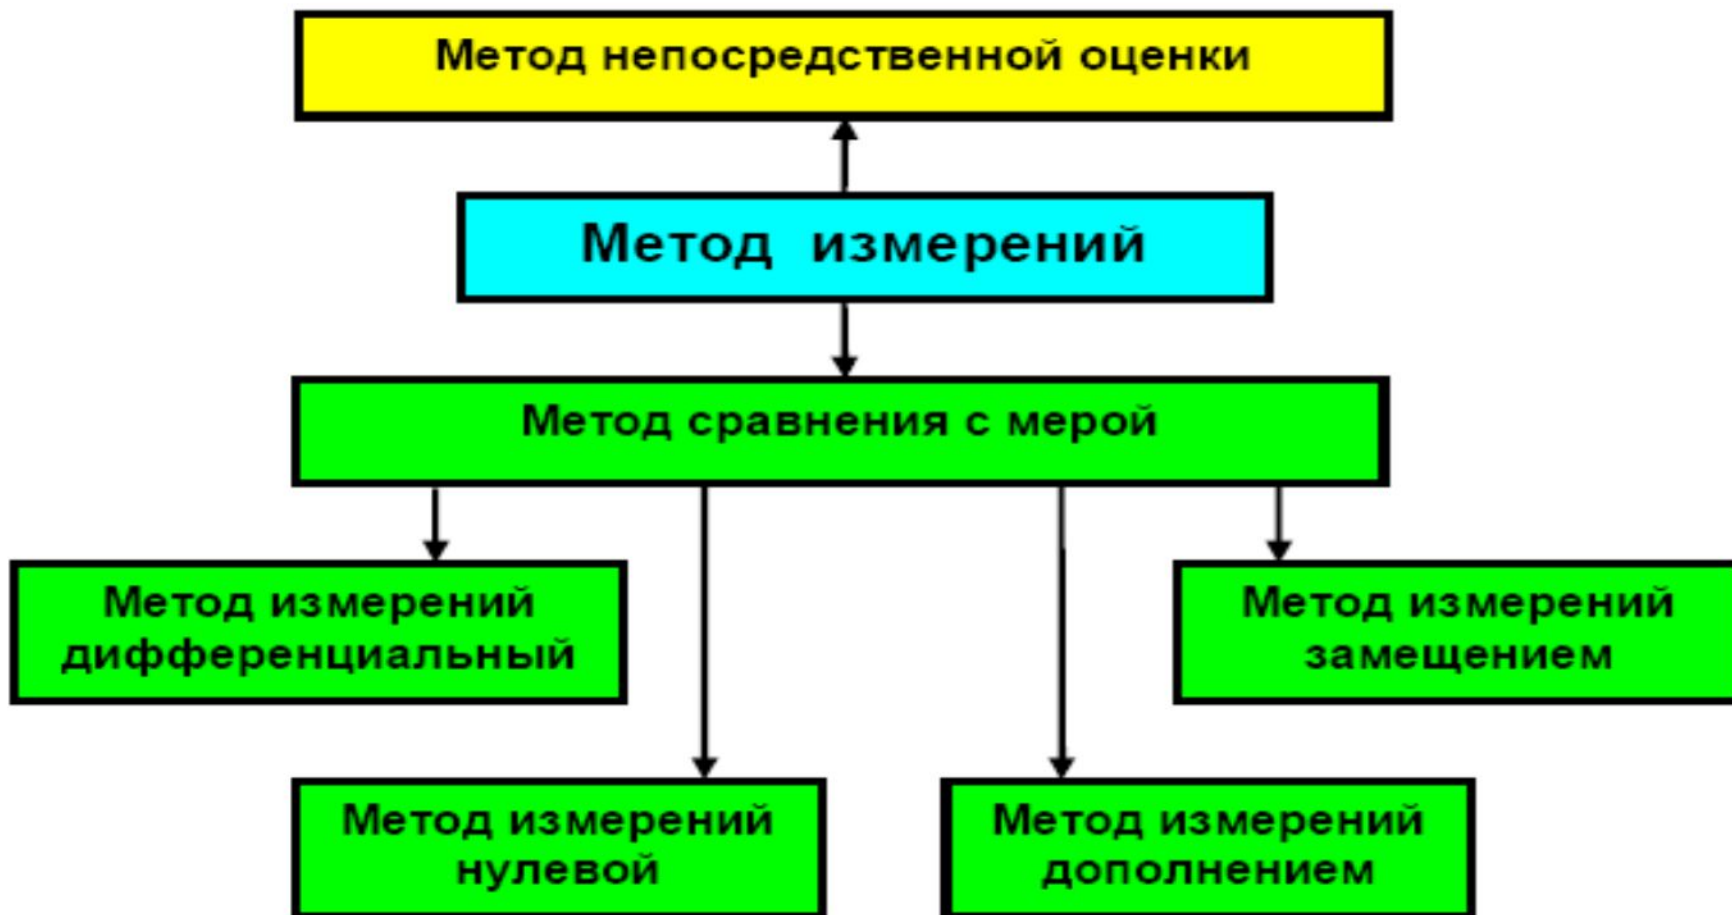 Метод непосредственной оценки
Метод измерений
Метод сравнения с мерой
Метод измерений
дифференциальный
Метод измерений
замещением
Метод измерений
нулевой
Метод измерений
дополнением